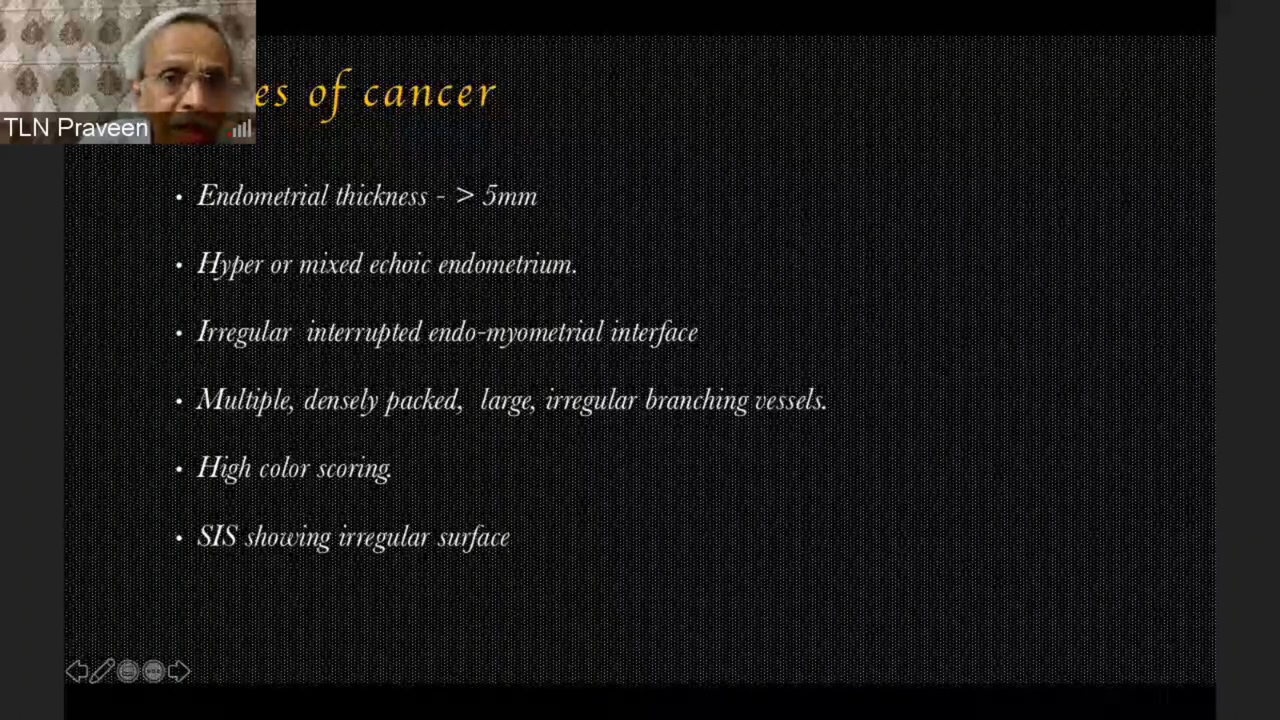 es of cancer
TLN Praveen
• Endometrial thickness - > 5mm
• Hyper or mixed echoic endometrium.
• Irregular interrupted endo-myometrial interface
• Multiple, densely packed, large, irregular branching vessels.
• High color scoring.
• SIS showing irregular surface